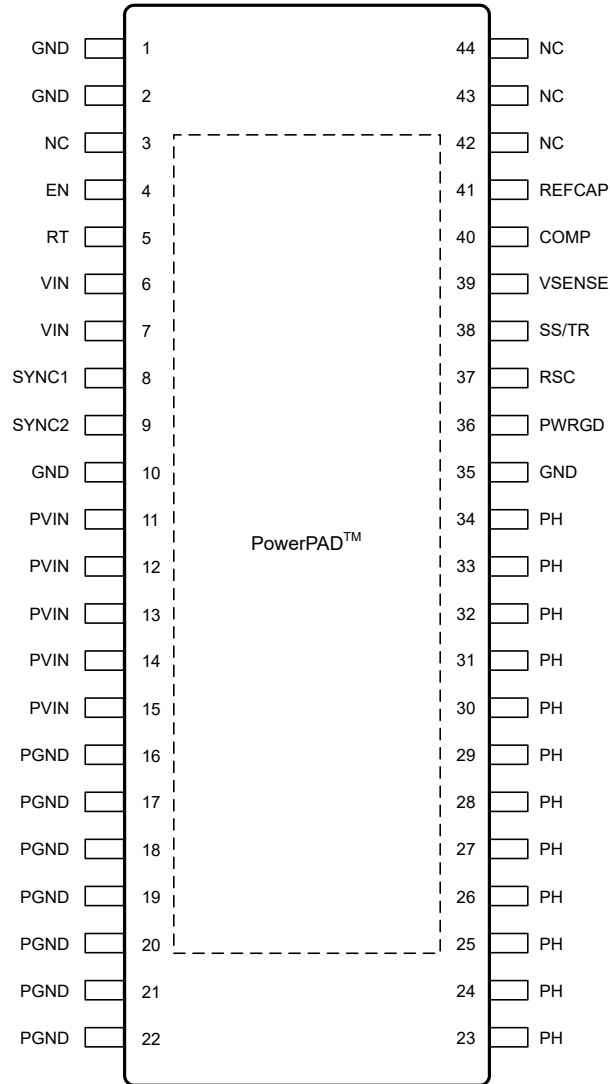 GND 1 44 NC
GND 2 43 NC
NC 3 42 NC
EN 4 41 REFCAP
RT 5 40 COMP
VIN 6 39 VSENSE
VIN 7 38 SS/TR
SYNC1 8 37 RSC
SYNC2 9 36 PWRGD
GND 10 35 GND
PVIN 11 34 PH
PowerPAD™
PVIN 12 33 PH
PVIN 13 32 PH
PVIN 14 31 PH
PVIN 15 30 PH
PGND 16 29 PH
PGND 17 28 PH
PGND 18 27 PH
PGND 19 26 PH
PGND 20 25 PH
PGND 21 24 PH
PGND 22 23 PH